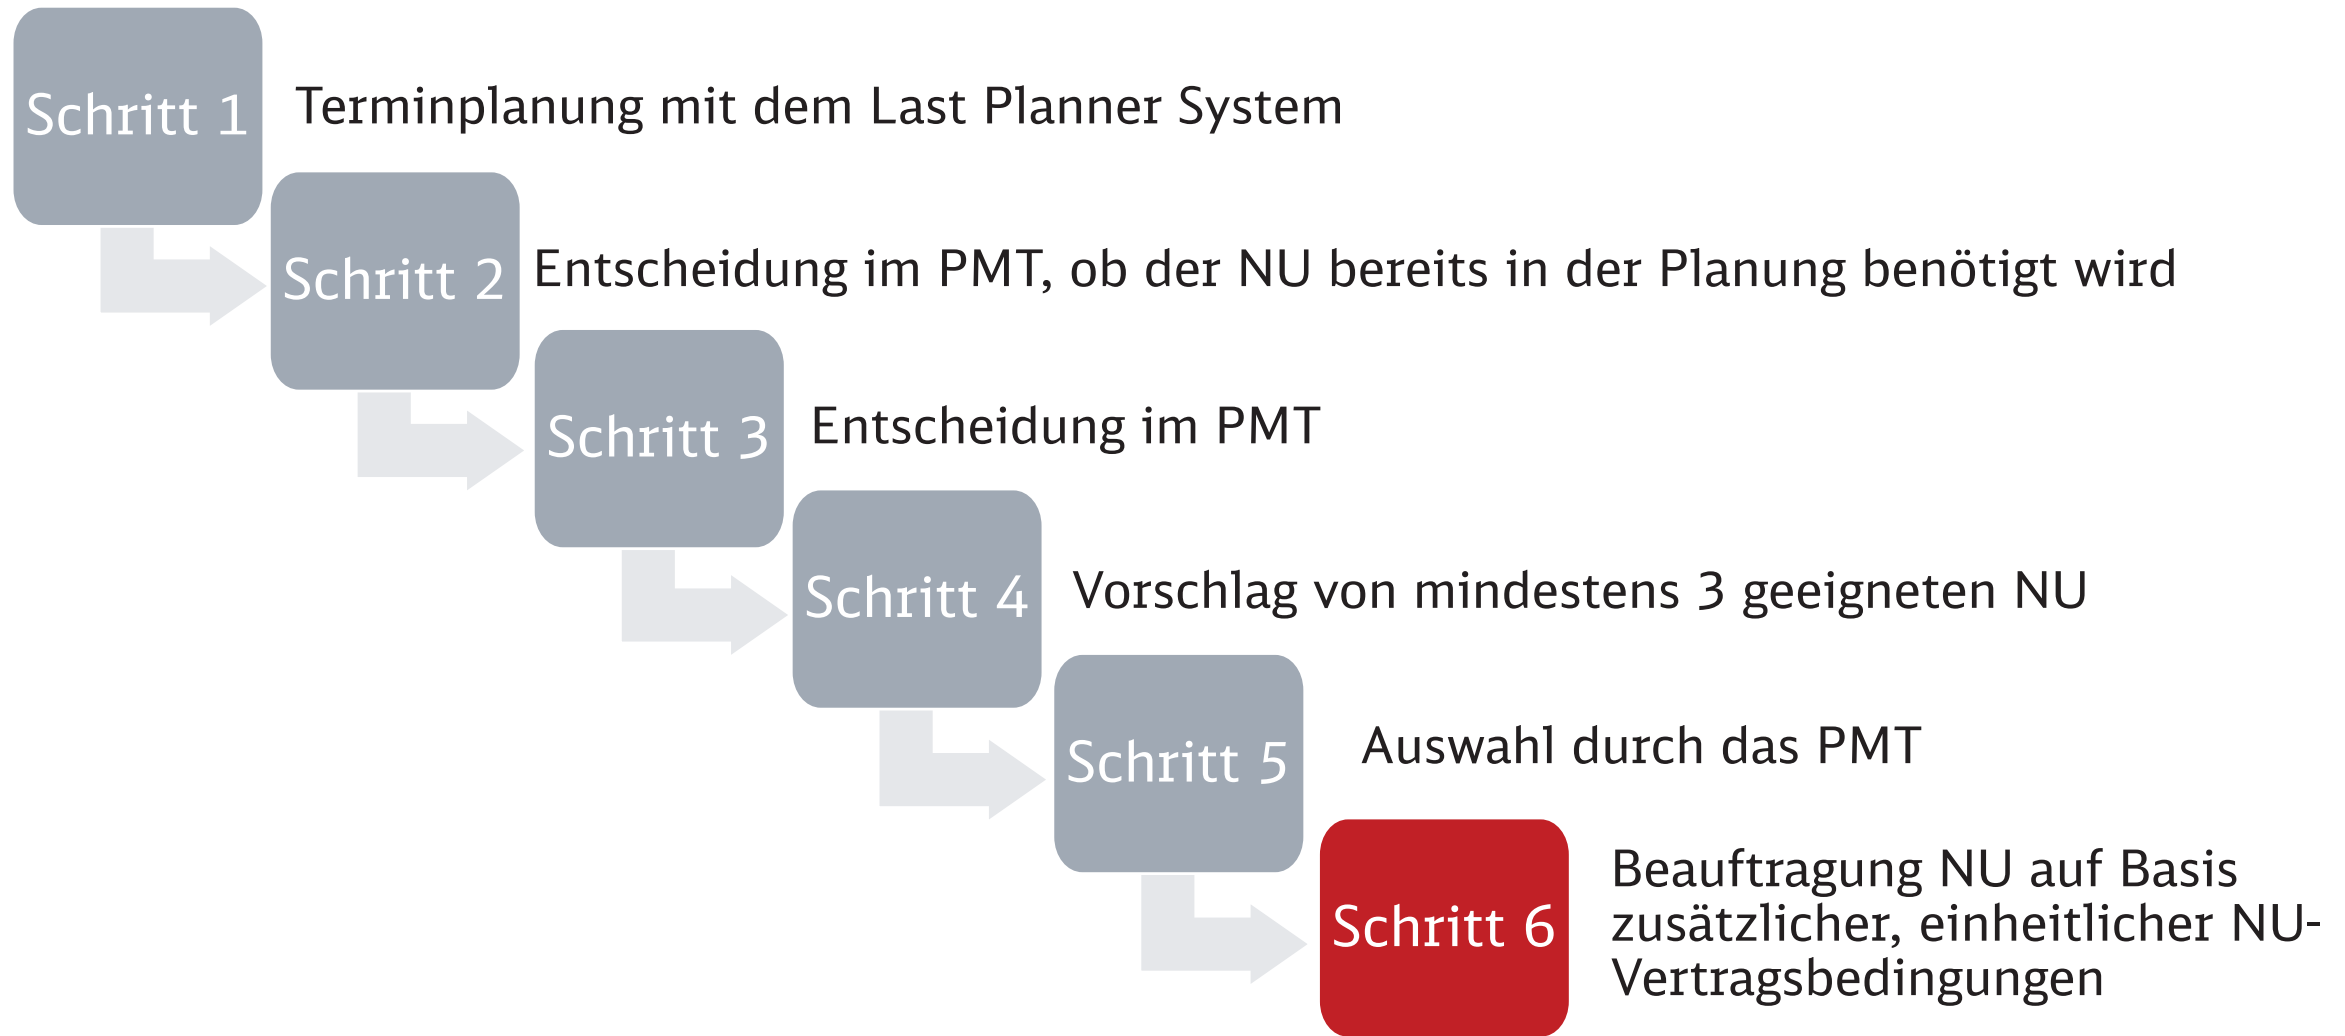 Schritt 1
Terminplanung mit dem Last Planner System
Schritt 2
Entscheidung im PMT, ob der NU bereits in der Planung benötigt wird
Schritt 3
Entscheidung im PMT
Schritt 4
Vorschlag von mindestens 3 geeigneten NU
Schritt 5
Auswahl durch das PMT
Schritt 6
Beauftragung NU auf Basis
zusätzlicher, einheitlicher NU-
Vertragsbedingungen